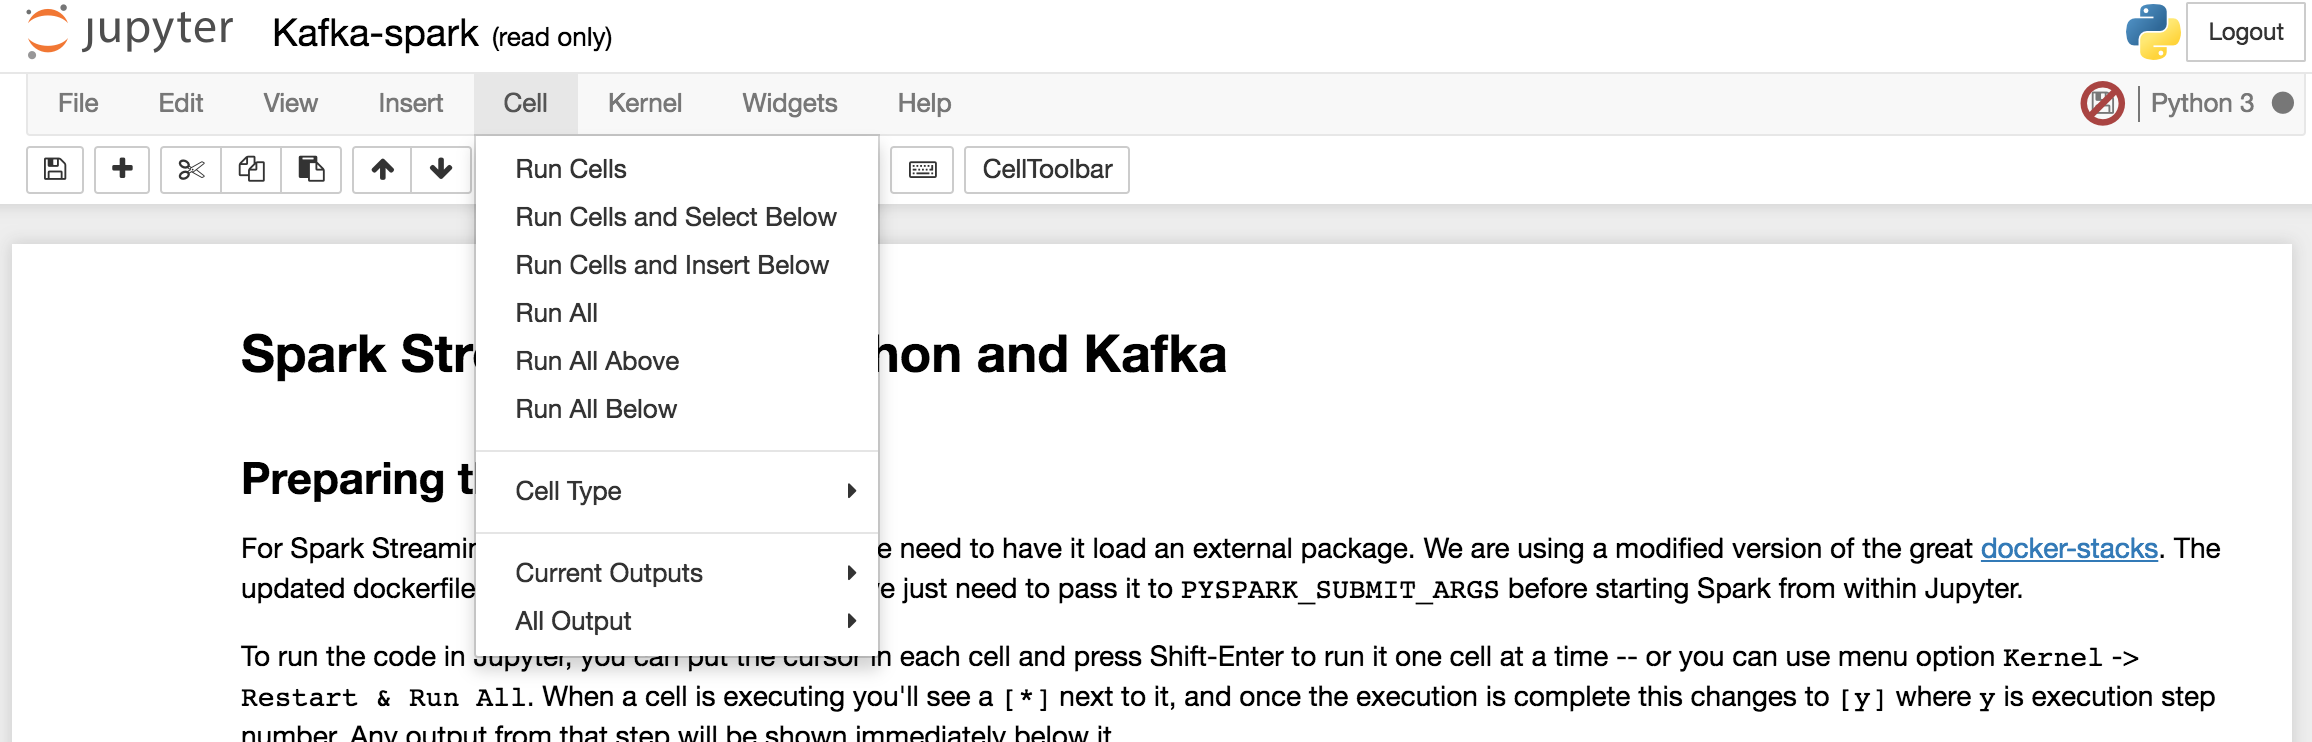 jupyter Kafka-spark (read only) Logout
File Edit View Insert Cell Kernel Widgets Help Python 3
CellToolbar
Run Cells
Run Cells and Select Below
Run Cells and Insert Below
Run All
Run All Above
Run All Below
Cell Type
Current Outputs
All Output
Spark Str hon and Kafka
Preparing t
For Spark Streamin e need to have it load an external package. We are using a modified version of the great docker-stacks. The
updated dockerfile e just need to pass it to PYSPARK_SUBMIT_ARGS before starting Spark from within Jupyter.
To run the code in Jupyter, you can put the cursor in each cell and press Shift-Enter to run it one cell at a time -- or you can use menu option Kernel ->
Restart & Run All. When a cell is executing you'll see a [*] next to it, and once the execution is complete this changes to [y] where y is execution step
number. Any output from that step will be shown immediately below it